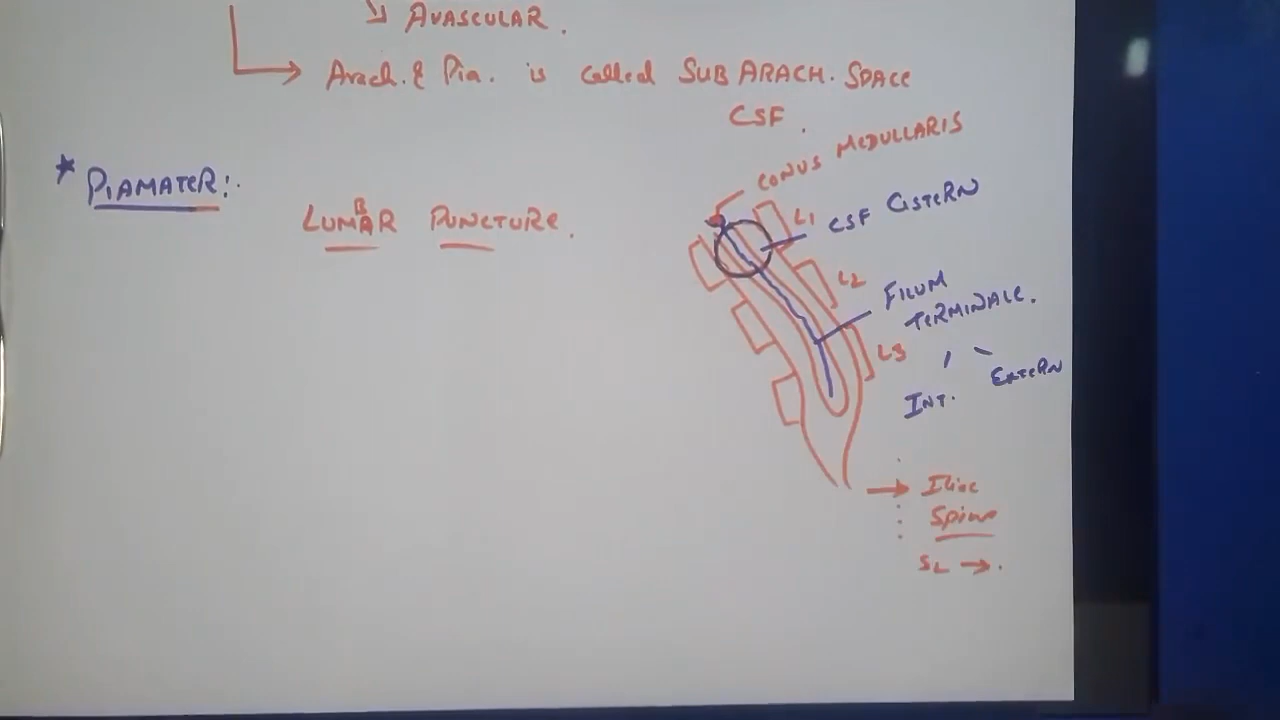 AVASCULAR.
Arach. & Pia. is called SUB ARACH. SPACE
CSF.
CONUS MEDULLARIS
* PIAMATER:.
LUMBAR PUNCTURE.
L1
CSF CISTERN
L2
FILUM
TERMINALE.
L3
EXTERN
INT.
Iliac
Spine
SL →.